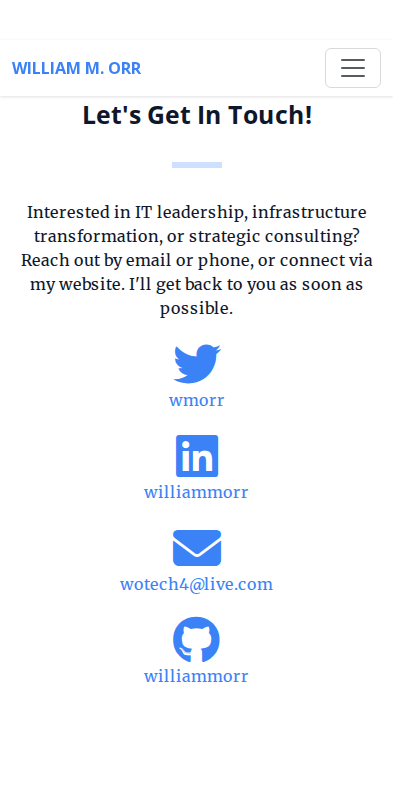 WILLIAM M. ORR
Let's Get In Touch!
Interested in IT leadership, infrastructure
transformation, or strategic consulting?
Reach out by email or phone, or connect via
my website. I'll get back to you as soon as
possible.
wmorr
williammorr
wotech4@live.com
williammorr